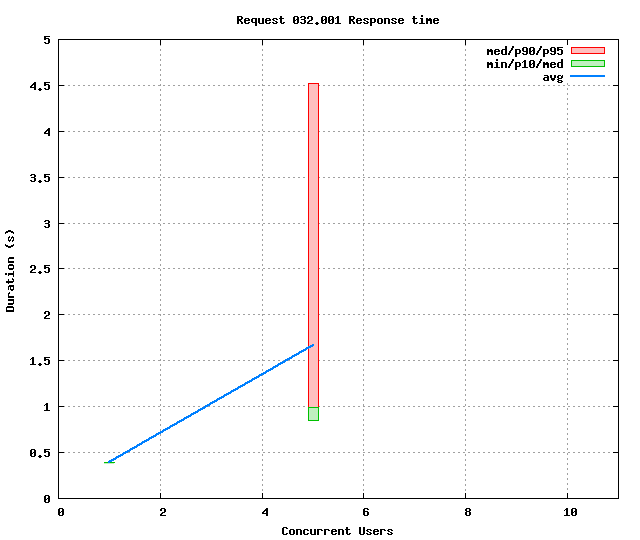 Request 032.001 Response time
med/p90/p95
min/p10/med
avg
Duration (s)
5
4.5
4
3.5
3
2.5
2
1.5
1
0.5
0
0 2 4 6 8 10
Concurrent Users